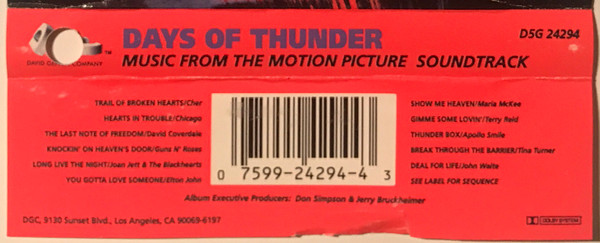 DAYS OF THUNDER
D5G 24294
MUSIC FROM THE MOTION PICTURE SOUNDTRACK
DAVID COMPANY
TM
TRAIL OF BROKEN HEARTS/Cher
HEARTS IN TROUBLE/Chicago
THE LAST NOTE OF FREEDOM/David Coverdale
KNOCKIN' ON HEAVEN'S DOOR/Guns N' Roses
LONG LIVE THE NIGHT/Joan Jett & The Blackhearts
YOU GOTTA LOVE SOMEONE/Elton John
0 7599-24294-4 3
SHOW ME HEAVEN/Maria McKee
GIMME SOME LOVIN'/Terry Reid
THUNDER BOX/Apollo Smile
BREAK THROUGH THE BARRIER/Tina Turner
DEAL FOR LIFE/John Waite
SEE LABEL FOR SEQUENCE
Album Executive Producers: Don Simpson & Jerry Bruckheimer
DGC, 9130 Sunset Blvd., Los Angeles, CA 90069-6197
DOLBY SYSTEM